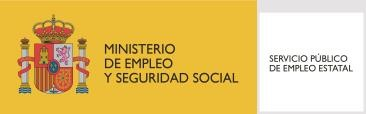 MINISTERIO
DE EMPLEO
Y SEGURIDAD SOCIAL
SERVICIO PÚBLICO
DE EMPLEO ESTATAL